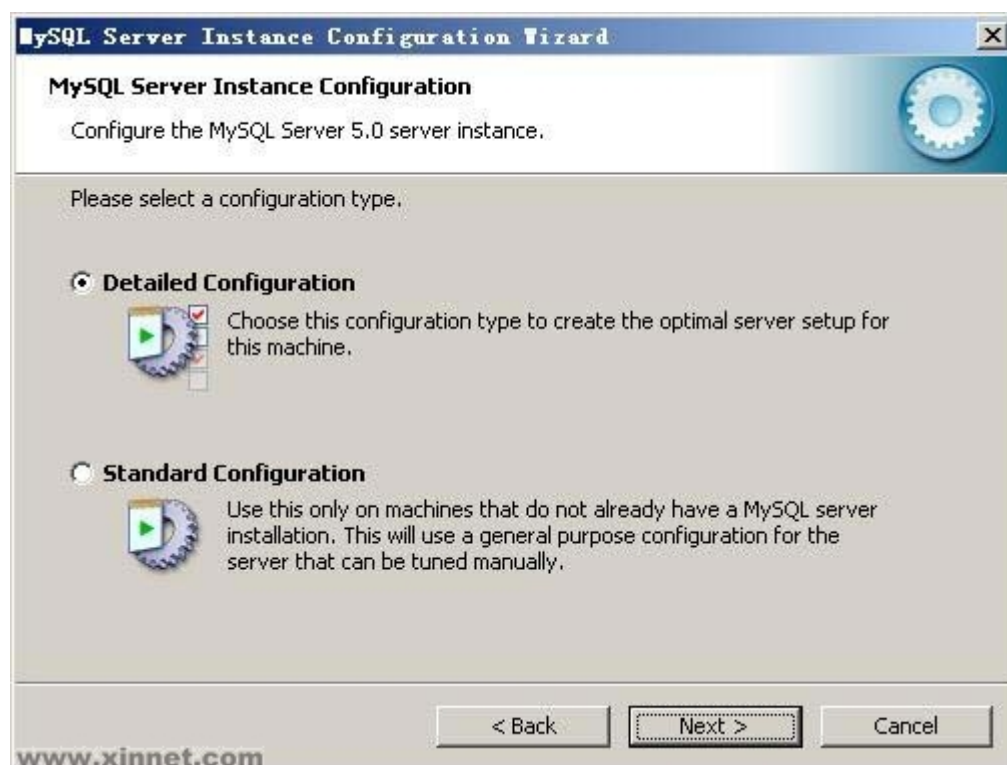 MySQL Server Instance Configuration Wizard
MySQL Server Instance Configuration
Configure the MySQL Server 5.0 server instance.
Please select a configuration type.
Detailed Configuration
Choose this configuration type to create the optimal server setup for
this machine.
Standard Configuration
Use this only on machines that do not already have a MySQL server
installation. This will use a general purpose configuration for the
server that can be tuned manually.
< Back
Next >
Cancel
www.xinnet.com